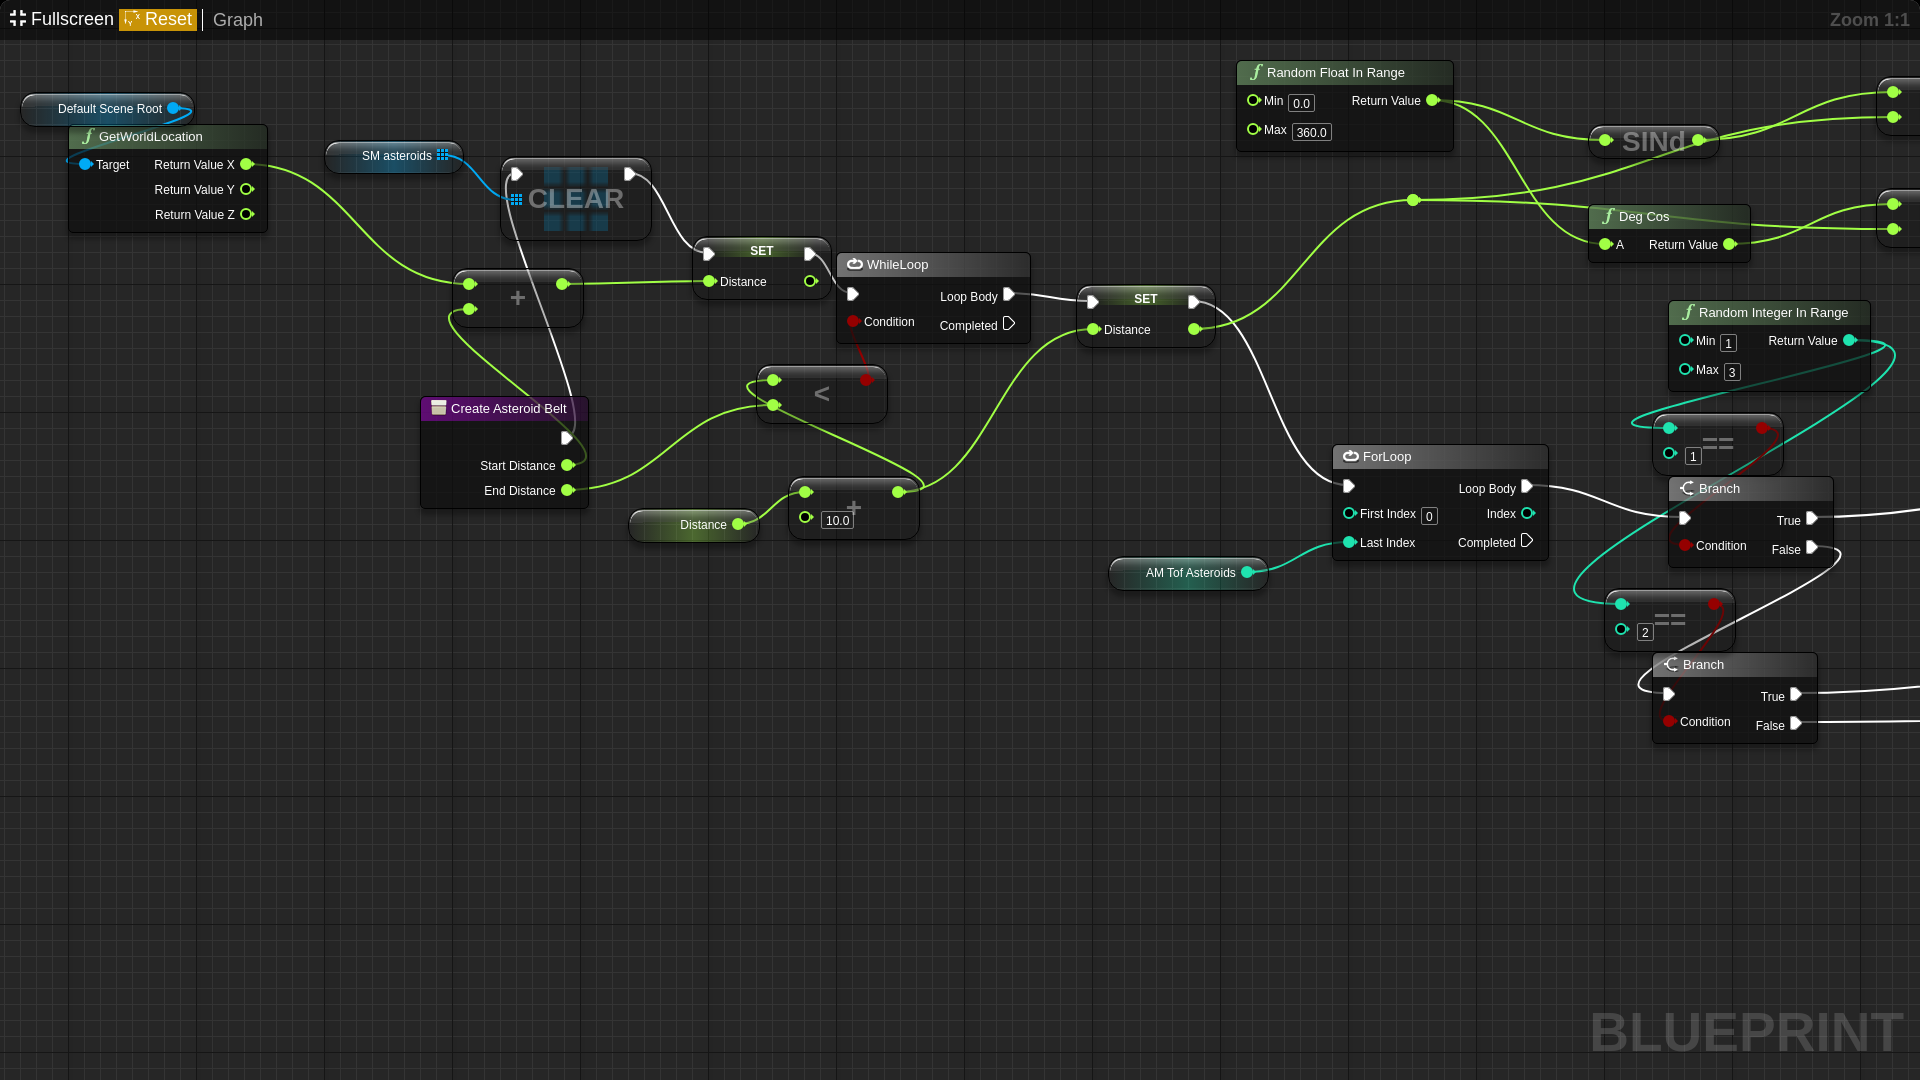 Fullscreen Reset Graph Zoom 1:1
Default Scene Root
GetWorldLocation
Target Return Value X
Return Value Y
Return Value Z
SM asteroids
CLEAR
+
SET
Distance
WhileLoop
Loop Body
Condition
Completed
<
Create Asteroid Belt
Start Distance
End Distance
Distance
+
10.0
SET
Distance
Random Float In Range
Min 0.0 Return Value
Max 360.0
SINd
Deg Cos
A Return Value
ForLoop
Loop Body
First Index 0 Index
Last Index Completed
AM Tof Asteroids
Random Integer In Range
Min 1 Return Value
Max 3
==
1
Branch
True
Condition
False
==
2
Branch
True
Condition
False
BLUEPRINT